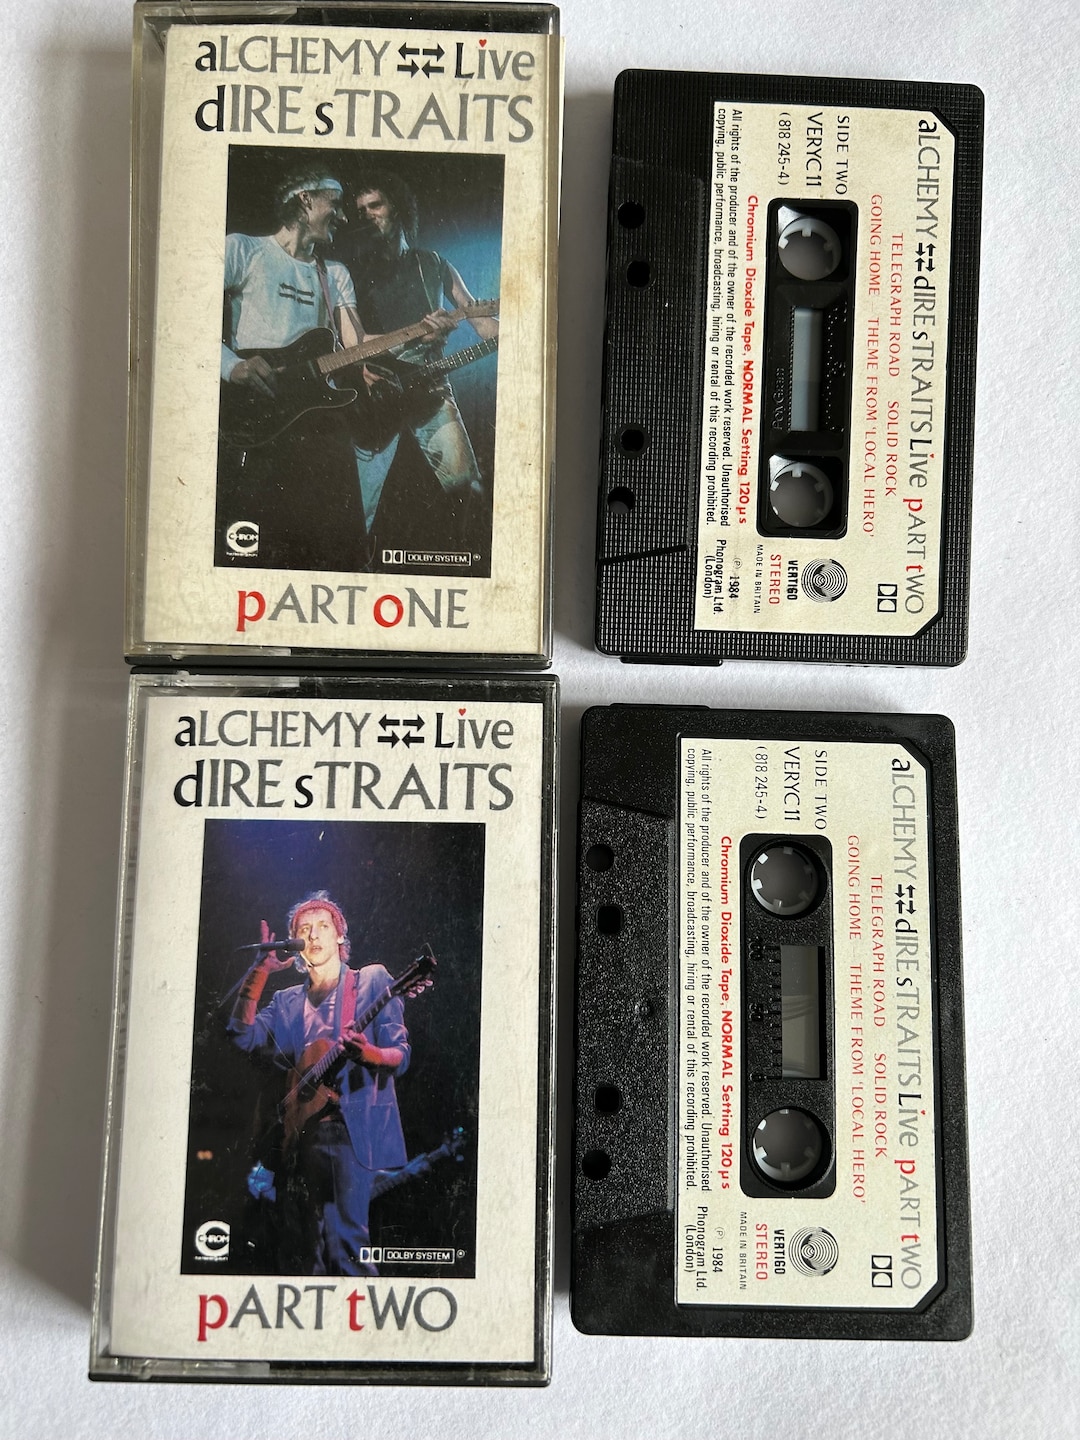 aLCHEMY ⇆ Live
dIRE sTRAITS
CHROM
DOLBY SYSTEM
pART oNE
aLCHEMY ⇆ dIRE sTRAITS Live pART tWO
TELEGRAPH ROAD SOLID ROCK
GOING HOME THEME FROM 'LOCAL HERO'
SIDE TWO
VERYC 11
(818 245-4)
VERTIGO
STEREO
MADE IN BRITAIN
Chromium Dioxide Tape, NORMAL Setting 120 µs
All rights of the producer and of the owner of the recorded work reserved. Unauthorised
copying, public performance, broadcasting, hiring or rental of this recording prohibited.
℗ 1984
Phonogram Ltd.
(London)
aLCHEMY ⇆ Live
dIRE sTRAITS
CHROM
DOLBY SYSTEM
pART tWO
aLCHEMY ⇆ dIRE sTRAITS Live pART tWO
TELEGRAPH ROAD SOLID ROCK
GOING HOME THEME FROM 'LOCAL HERO'
SIDE TWO
VERYC 11
(818 245-4)
VERTIGO
STEREO
MADE IN BRITAIN
Chromium Dioxide Tape, NORMAL Setting 120 µs
All rights of the producer and of the owner of the recorded work reserved. Unauthorised
copying, public performance, broadcasting, hiring or rental of this recording prohibited.
℗ 1984
Phonogram Ltd.
(London)